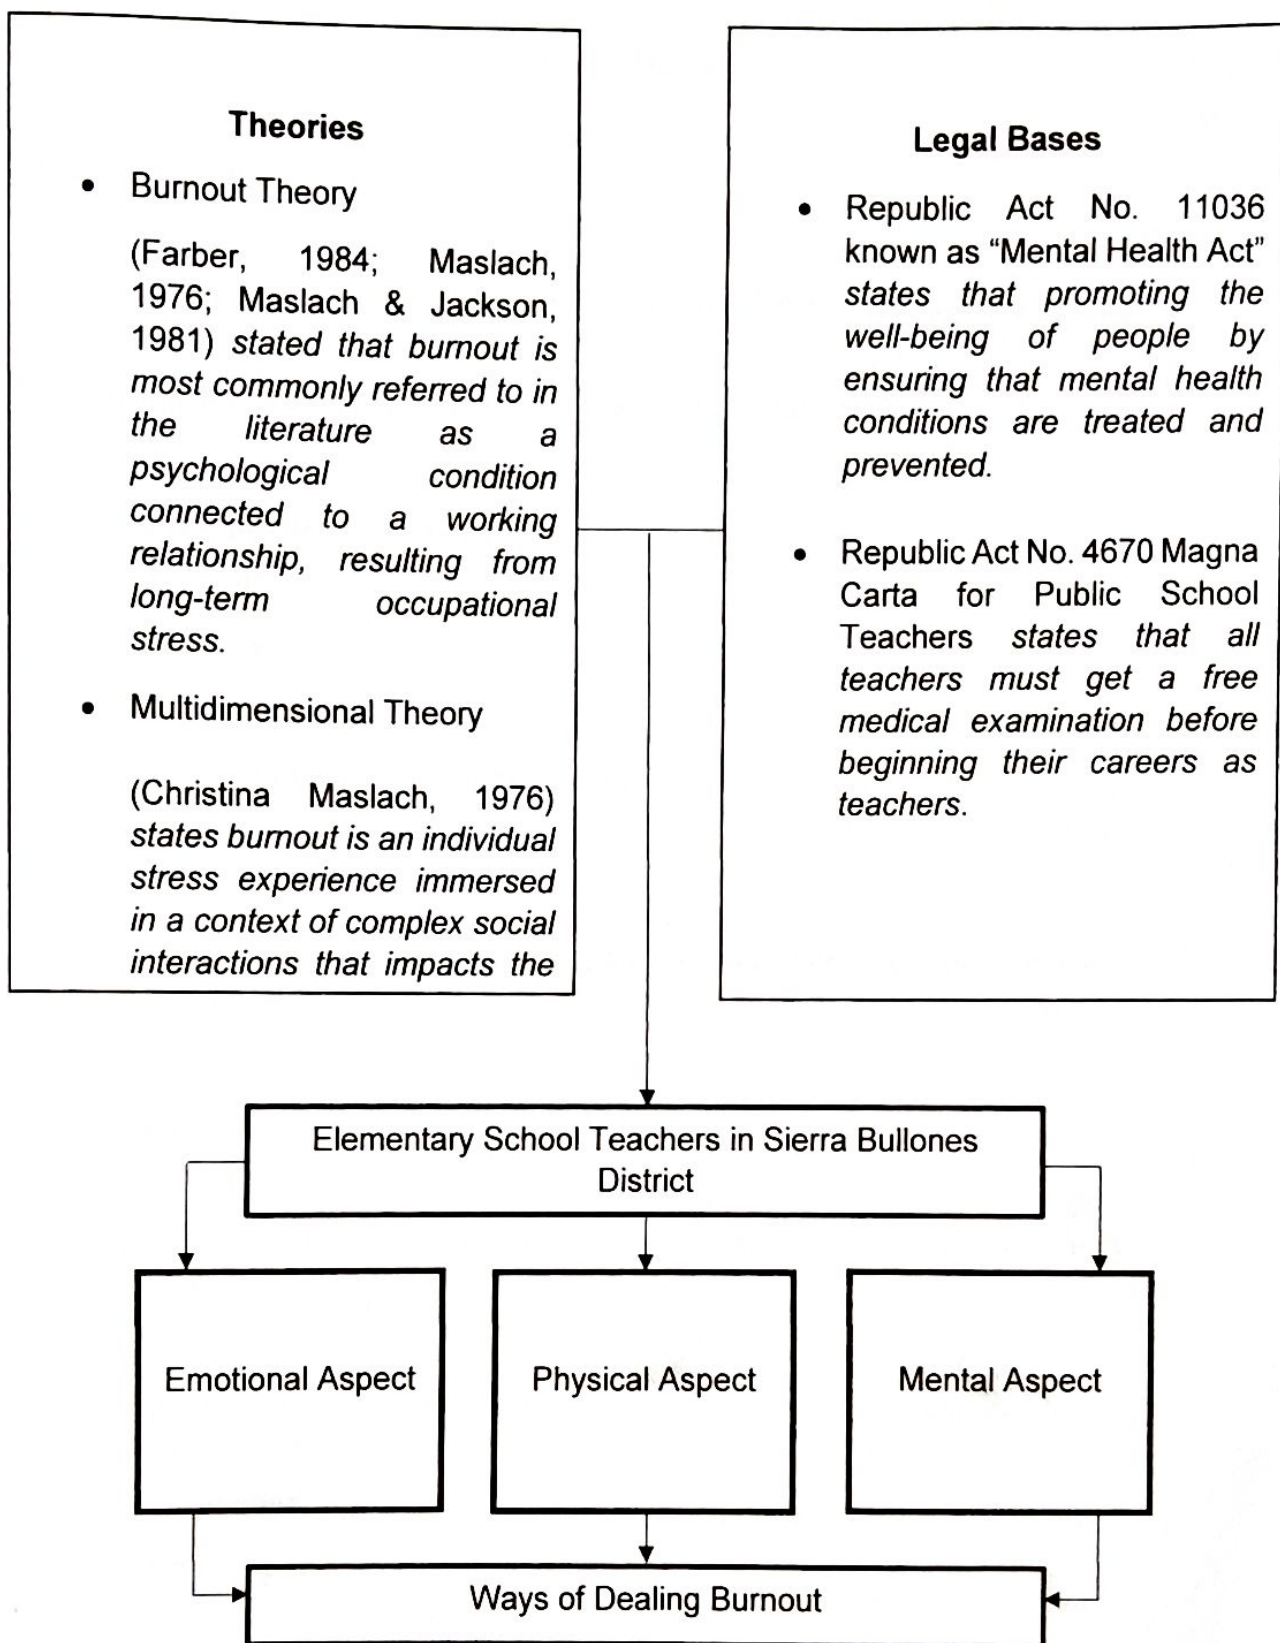 Theories
• Burnout Theory
(Farber, 1984; Maslach,
1976; Maslach & Jackson,
1981) stated that burnout is
most commonly referred to in
the literature as a
psychological condition
connected to a working
relationship, resulting from
long-term occupational
stress.
• Multidimensional Theory
(Christina Maslach, 1976)
states burnout is an individual
stress experience immersed
in a context of complex social
interactions that impacts the
Legal Bases
• Republic Act No. 11036
known as “Mental Health Act”
states that promoting the
well-being of people by
ensuring that mental health
conditions are treated and
prevented.
• Republic Act No. 4670 Magna
Carta for Public School
Teachers states that all
teachers must get a free
medical examination before
beginning their careers as
teachers.
Elementary School Teachers in Sierra Bullones
District
Emotional Aspect
Physical Aspect
Mental Aspect
Ways of Dealing Burnout